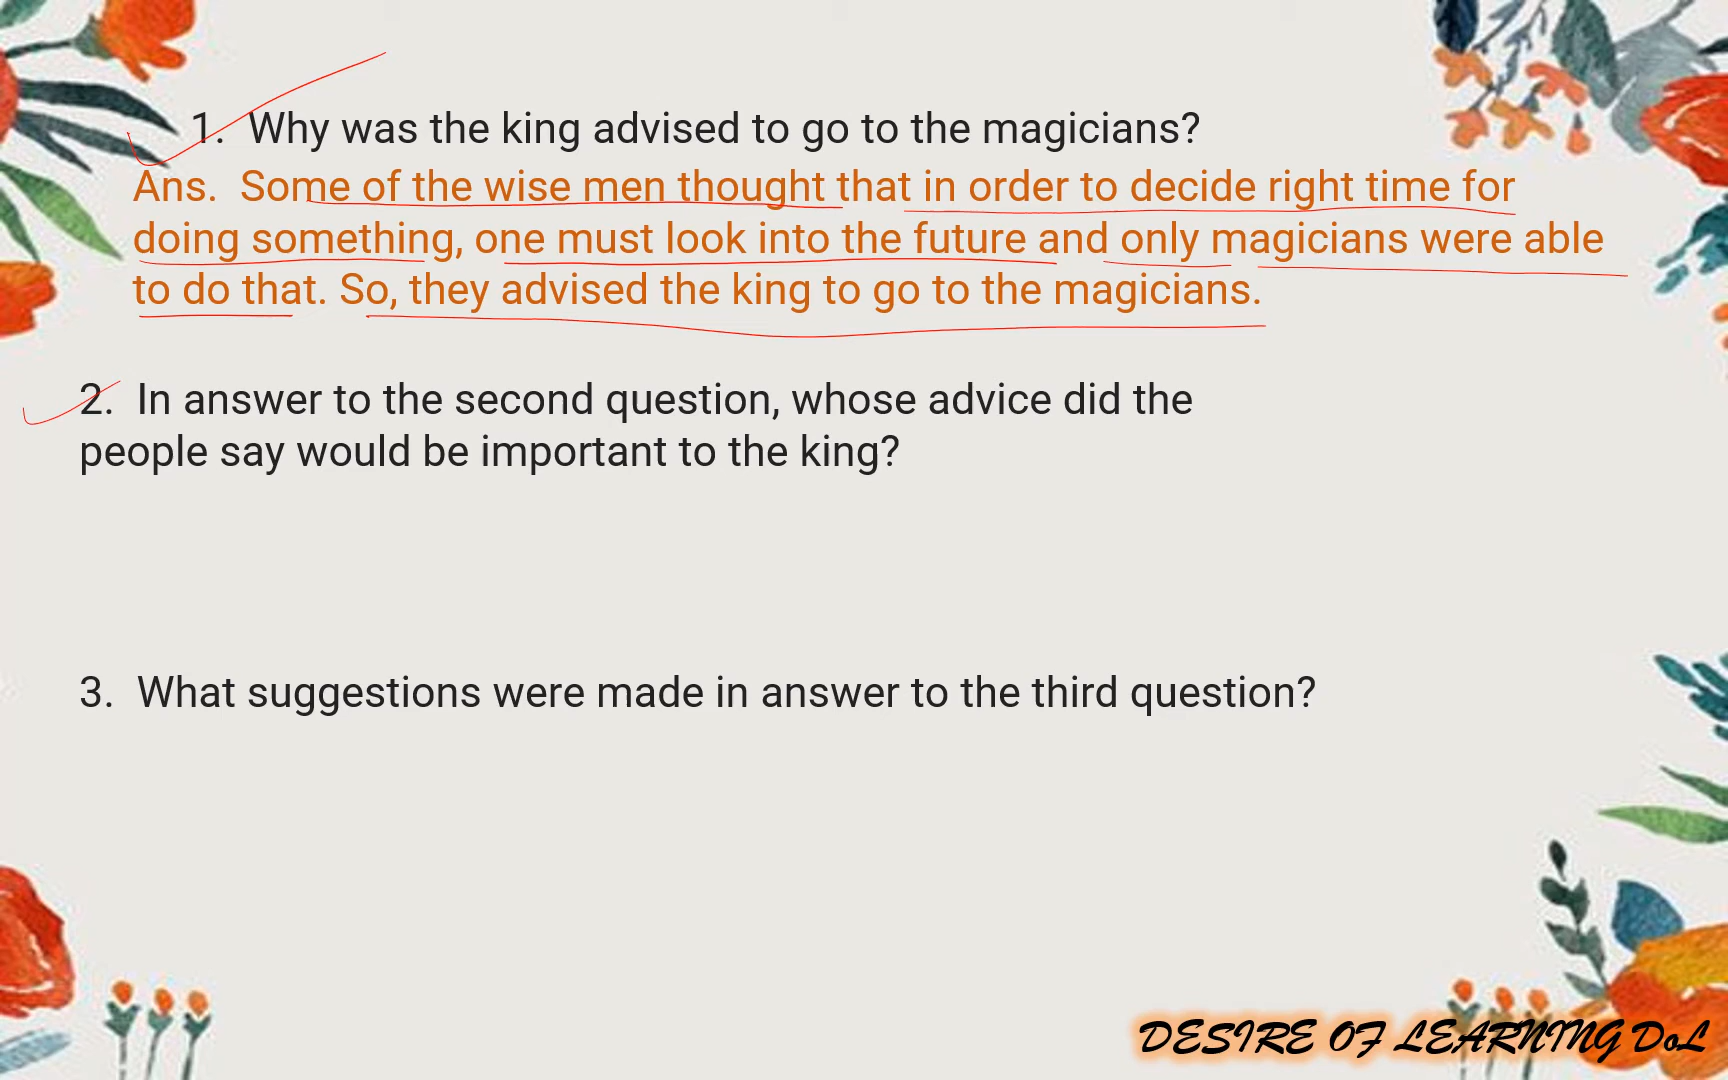 1. Why was the king advised to go to the magicians?
Ans. Some of the wise men thought that in order to decide right time for
doing something, one must look into the future and only magicians were able
to do that. So, they advised the king to go to the magicians.
2. In answer to the second question, whose advice did the
people say would be important to the king?
3. What suggestions were made in answer to the third question?
DESIRE OF LEARNING DoL